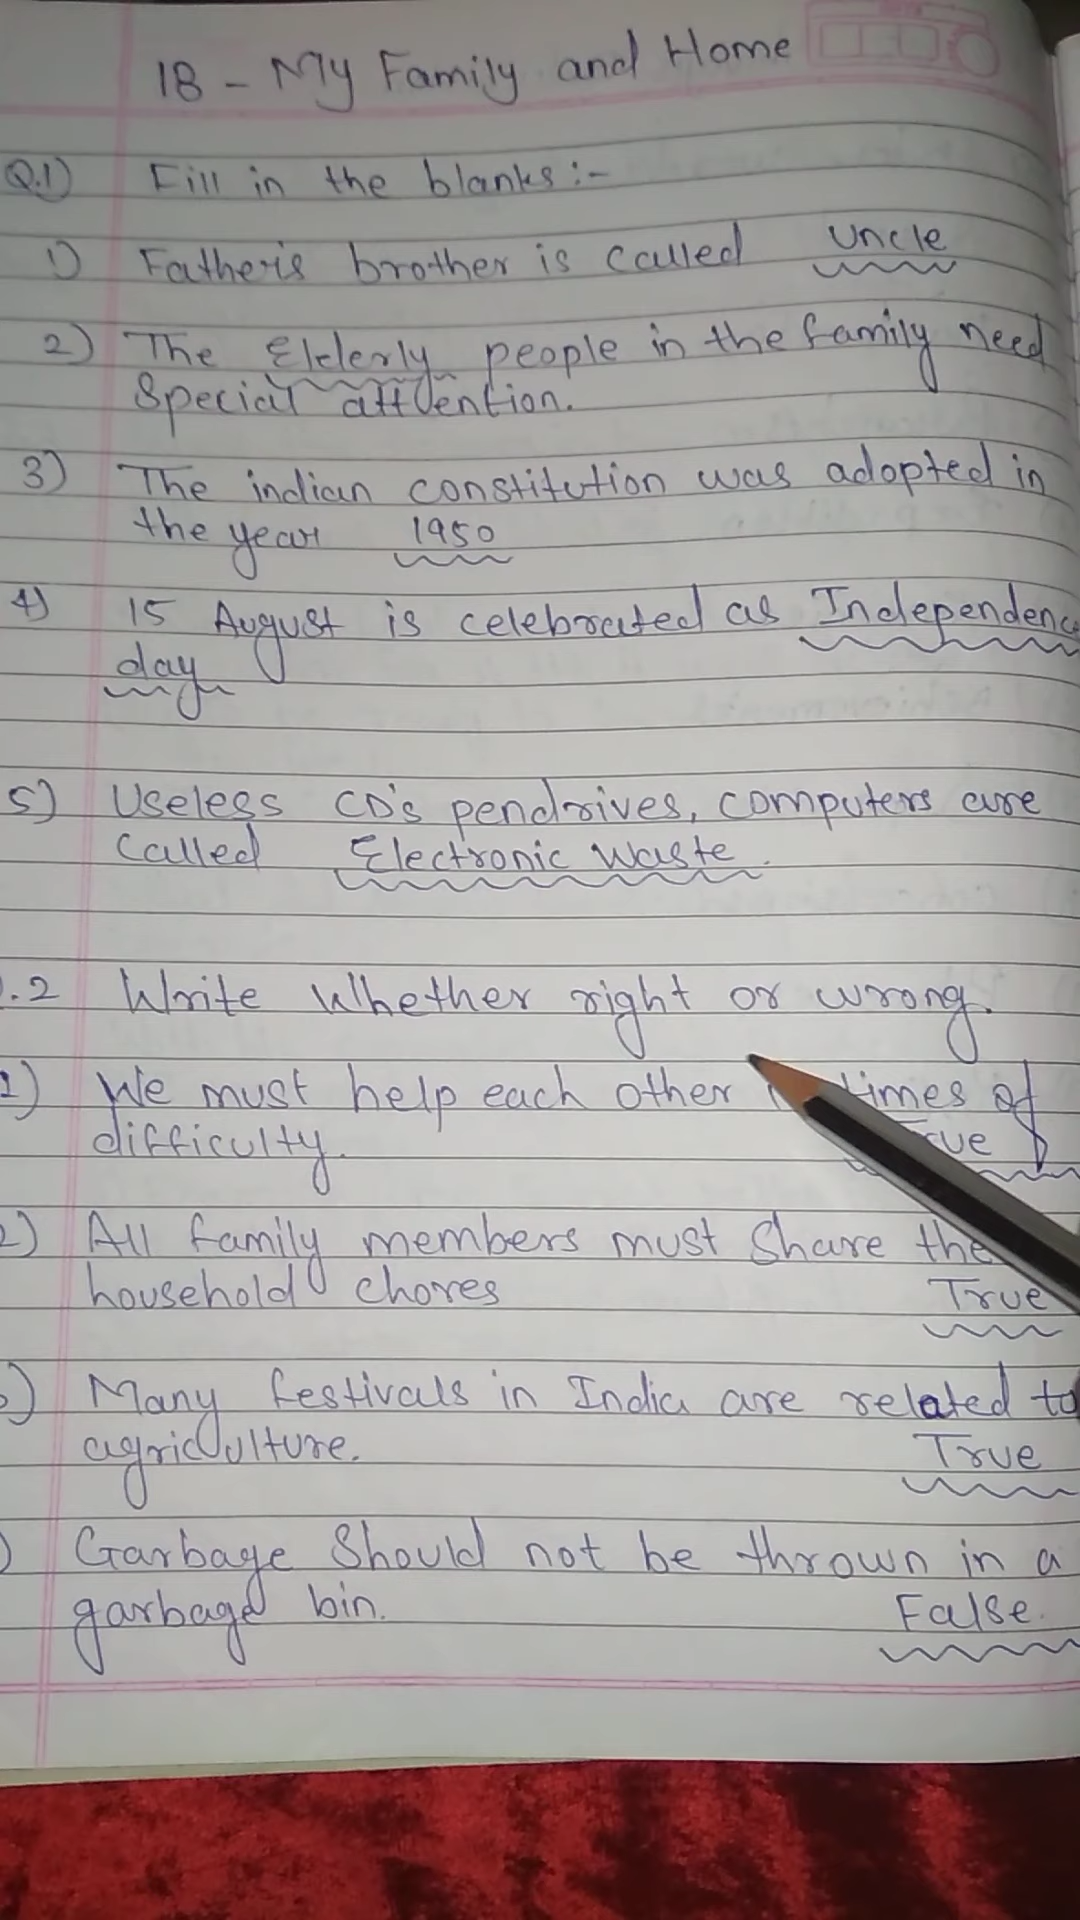 18 - My Family and Home
Q.1) Fill in the blanks :-
1) Father's brother is called Uncle
2) The Elderly people in the family need
Special attention.
3) The indian constitution was adopted in
the year 1950
4) 15 August is celebrated as Independence
day
5) Useless CD's pendrives, computers are
called Electronic waste.
.2 Write Whether right or wrong.
1) We must help each other times of
difficulty.
2) All family members must share the
household chores True
) Many festivals in India are related to
agriculture. True
) Garbage should not be thrown in a
garbage bin. False.